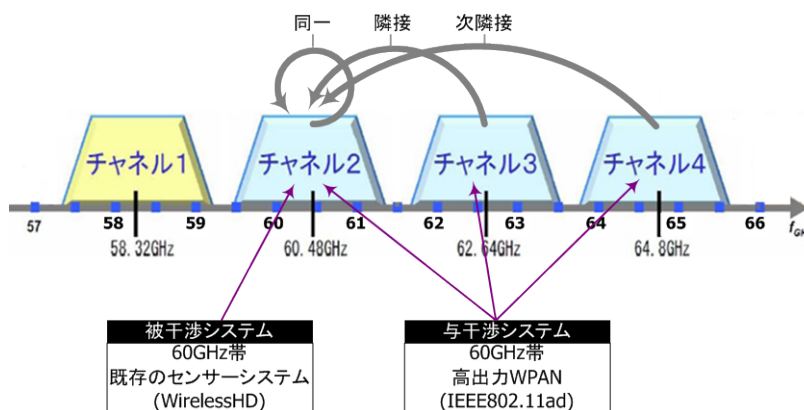 同一
隣接
次隣接
チャネル1
チャネル2
チャネル3
チャネル4
57
58
59
60
61
62
63
64
65
66
58.32GHz
60.48GHz
62.64GHz
64.8GHz
被干渉システム
60GHz帯
既存のセンサーシステム
(WirelessHD)
与干渉システム
60GHz帯
高出力WPAN
(IEEE802.11ad)